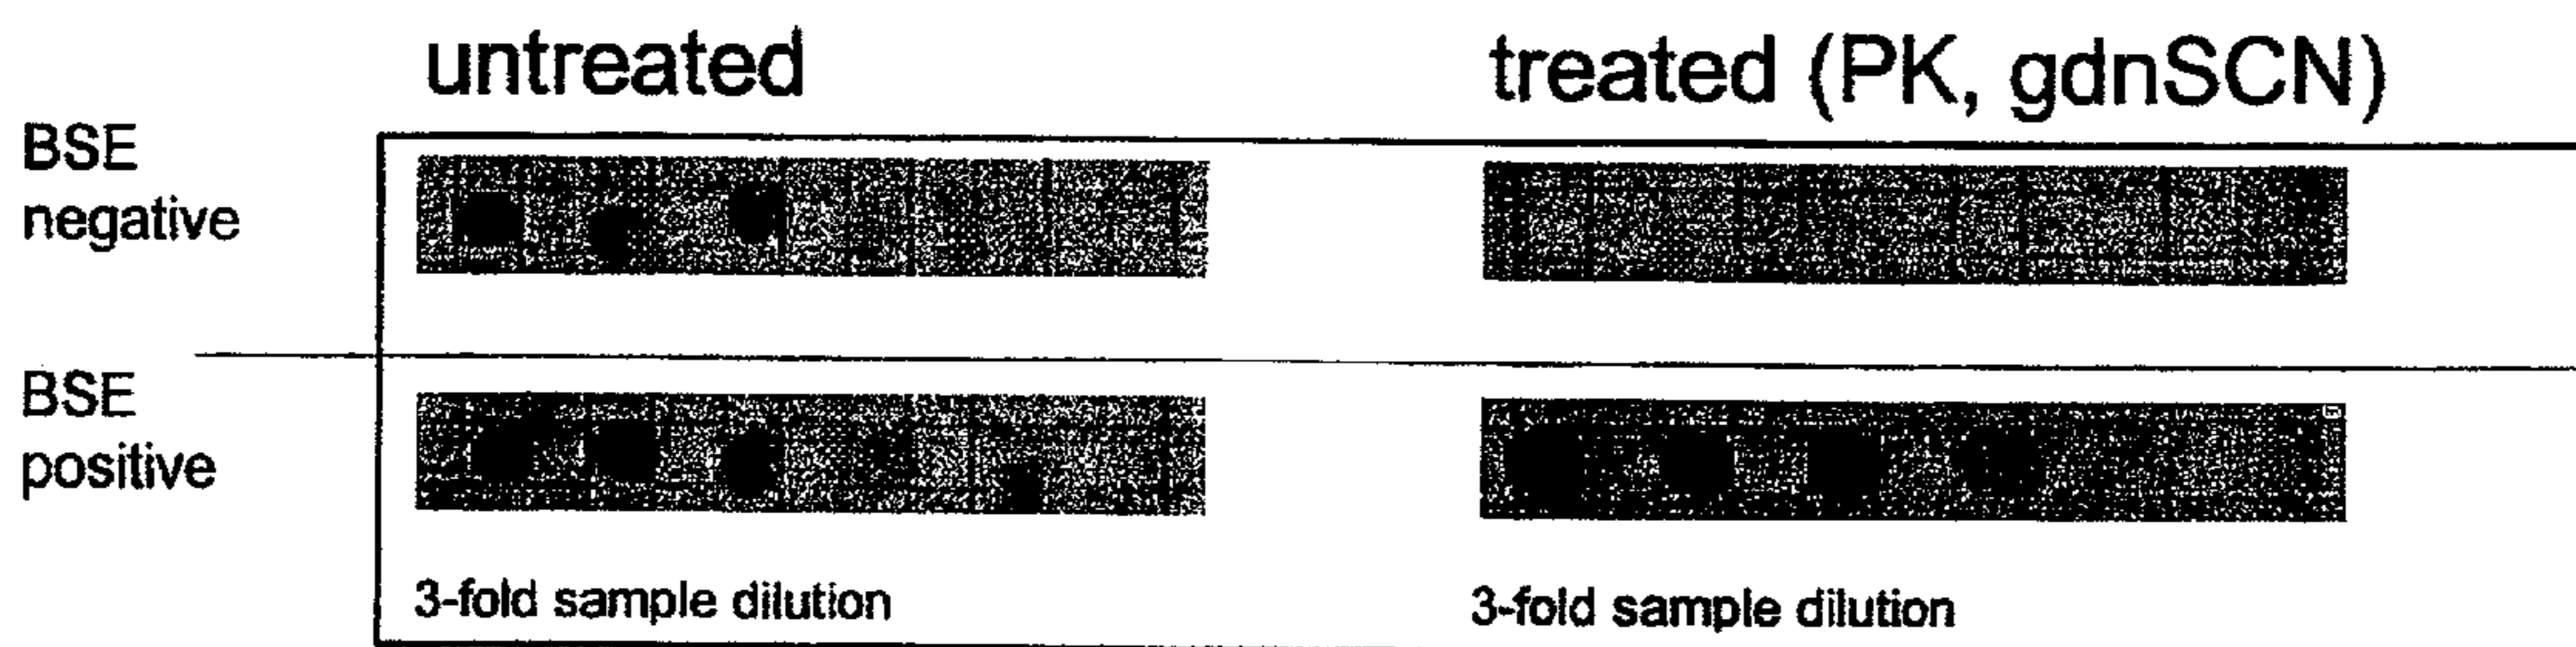 untreated
treated (PK, gdnSCN)
BSE
negative
BSE
positive
3-fold sample dilution
3-fold sample dilution